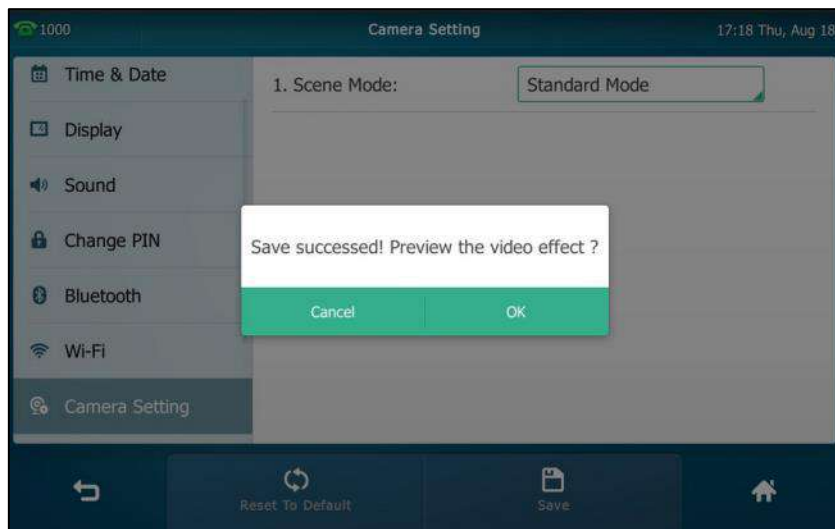 1000
Camera Setting
17:18 Thu, Aug 18
Time & Date
1. Scene Mode:
Standard Mode
Display
Sound
Change PIN
Save successed! Preview the video effect ?
Bluetooth
Cancel
OK
Wi-Fi
Camera Setting
Reset To Default
Save